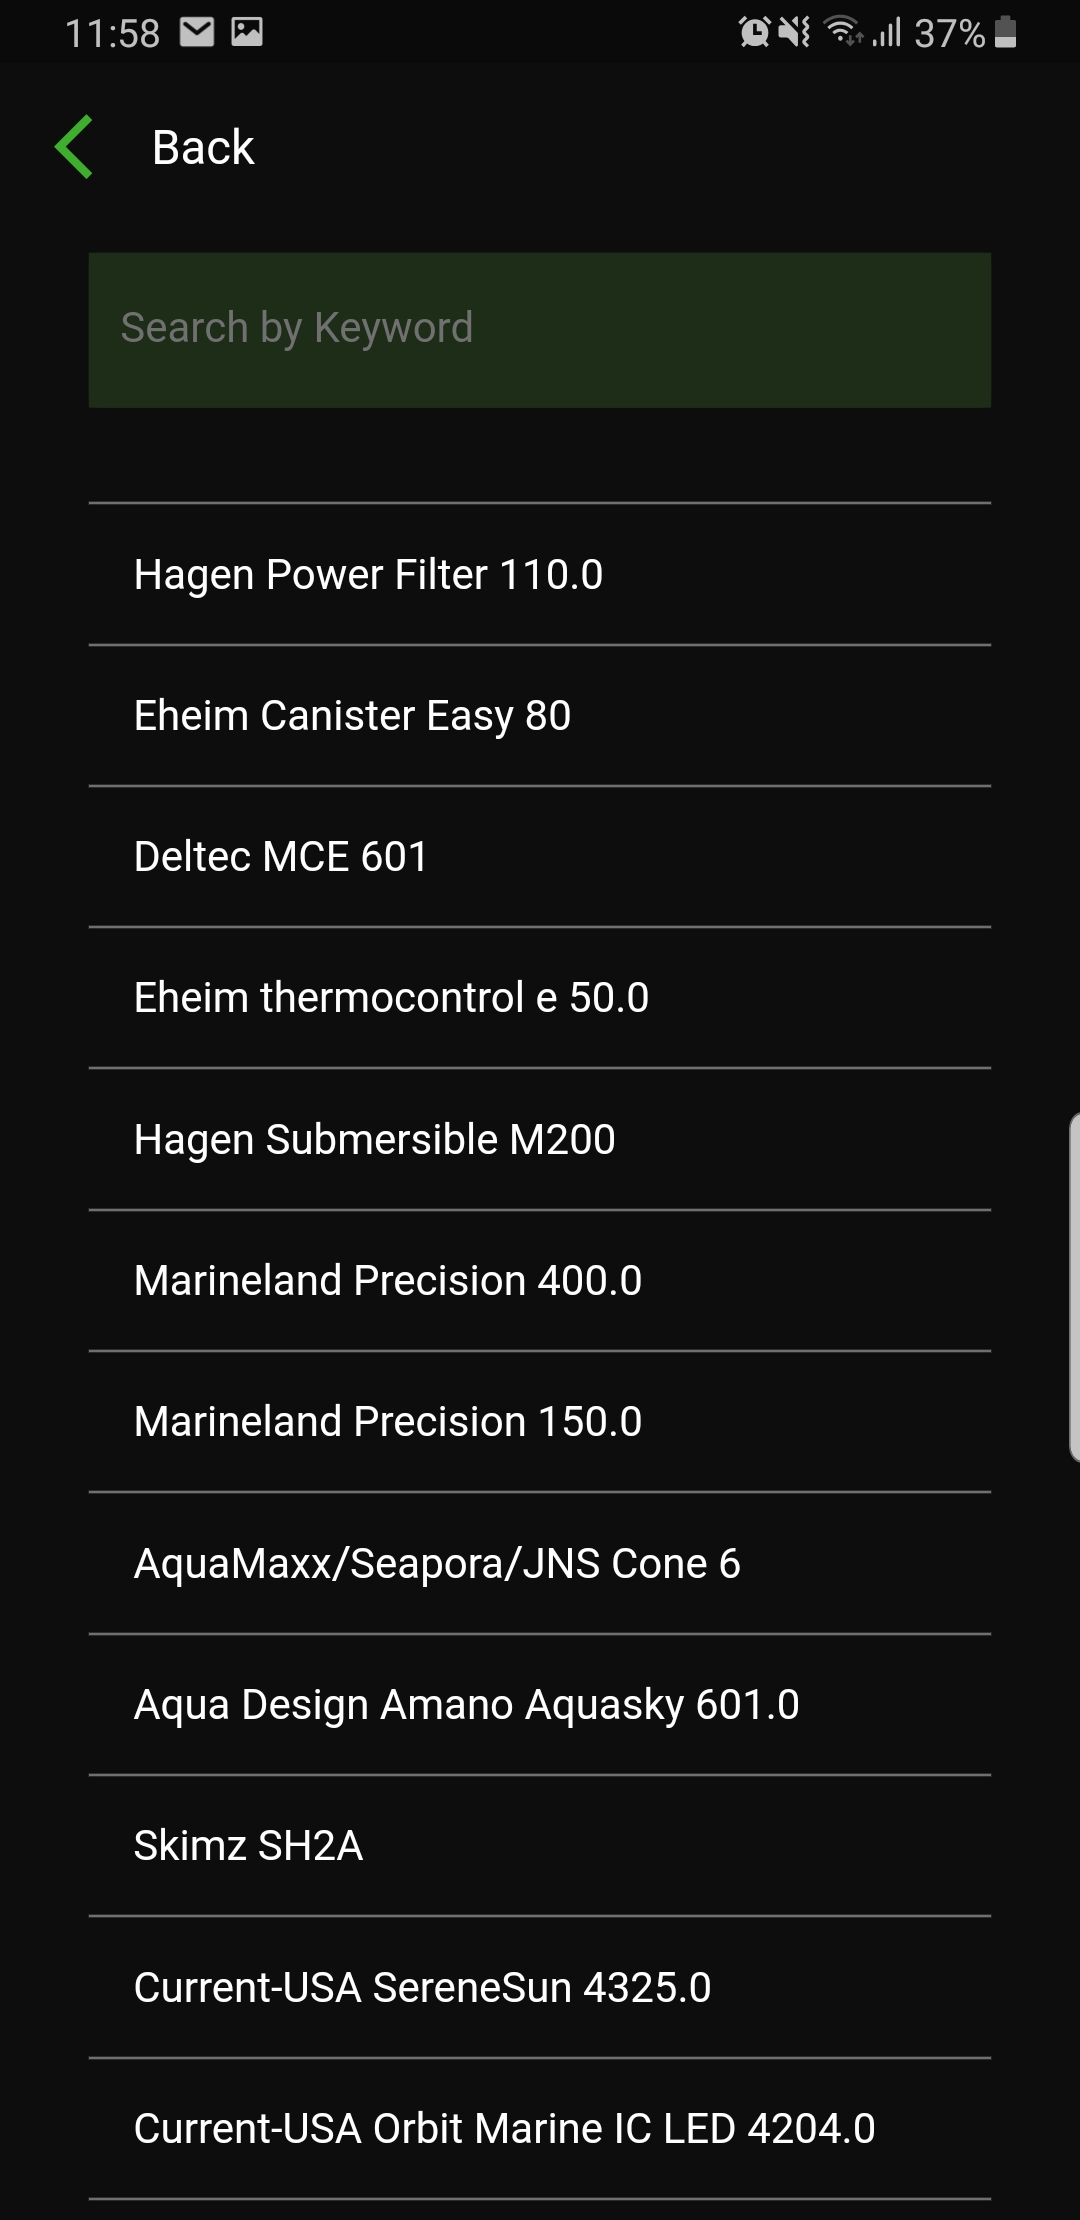 11:58 37%
Back
Search by Keyword
Hagen Power Filter 110.0
Eheim Canister Easy 80
Deltec MCE 601
Eheim thermocontrol e 50.0
Hagen Submersible M200
Marineland Precision 400.0
Marineland Precision 150.0
AquaMaxx/Seapora/JNS Cone 6
Aqua Design Amano Aquasky 601.0
Skimz SH2A
Current-USA SereneSun 4325.0
Current-USA Orbit Marine IC LED 4204.0